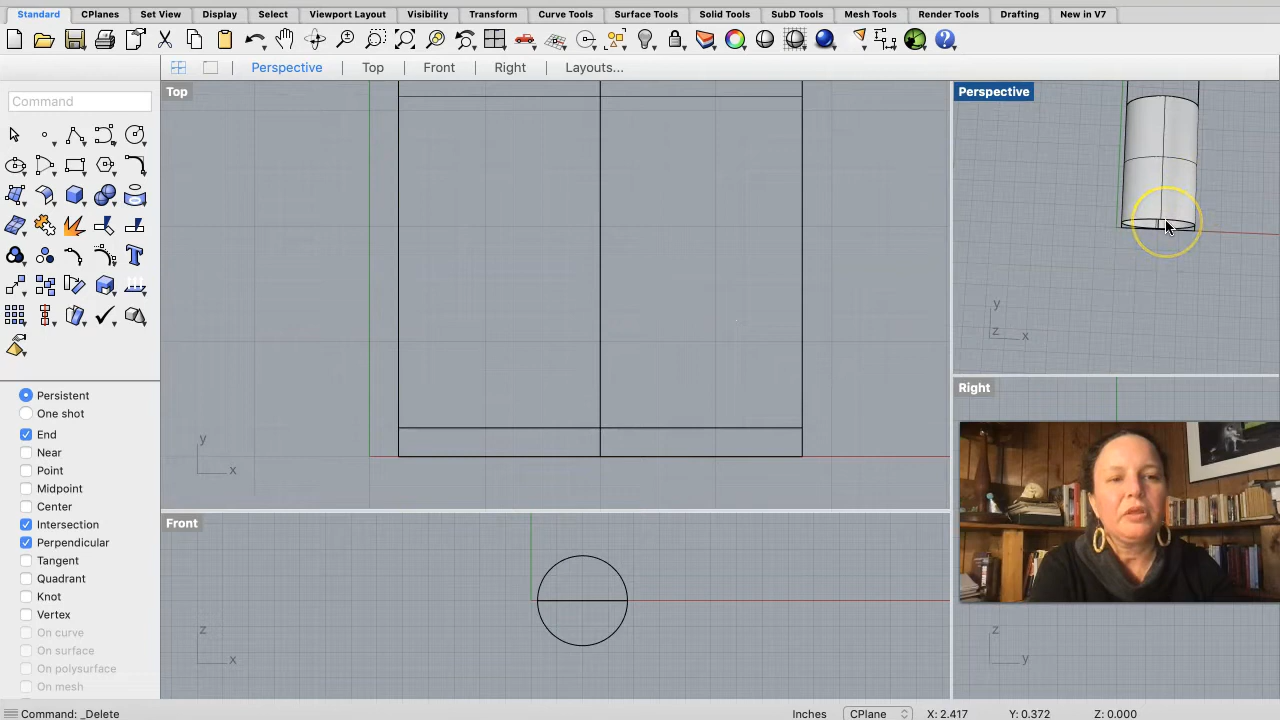 Standard CPlanes Set View Display Select Viewport Layout Visibility Transform Curve Tools Surface Tools Solid Tools SubD Tools Mesh Tools Render Tools Drafting New in V7
Perspective Top Front Right Layouts...
Command
Top
Perspective
Right
Front
y
x
y
z
x
z
x
z
y
Persistent
One shot
End
Near
Point
Midpoint
Center
Intersection
Perpendicular
Tangent
Quadrant
Knot
Vertex
On curve
On surface
On polysurface
On mesh
Command: _Delete
Inches CPlane X: 2.417 Y: 0.372 Z: 0.000